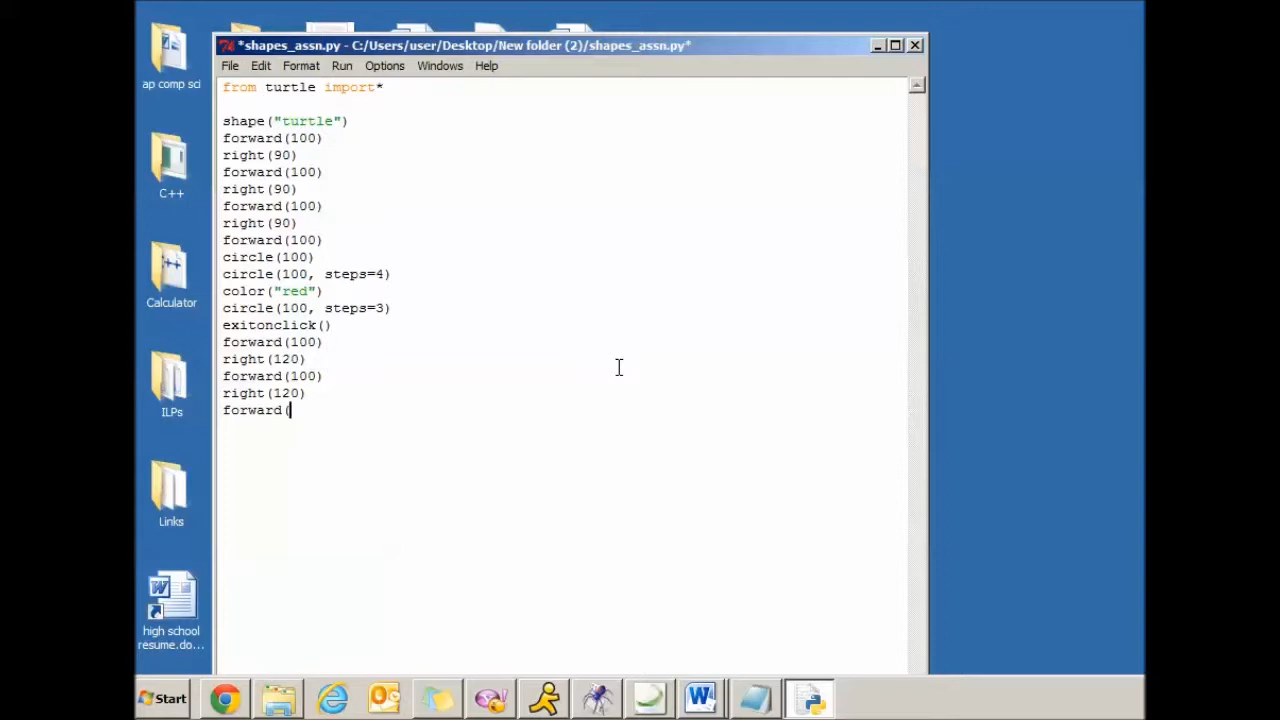 *shapes_assn.py - C:/Users/user/Desktop/New folder (2)/shapes_assn.py*
File Edit Format Run Options Windows Help
from turtle import*
shape("turtle")
forward(100)
right(90)
forward(100)
right(90)
forward(100)
right(90)
forward(100)
circle(100)
circle(100, steps=4)
color("red")
circle(100, steps=3)
exitonclick()
forward(100)
right(120)
forward(100)
right(120)
forward(
ap comp sci
C++
Calculator
ILPs
Links
high school
resume.do...
Start